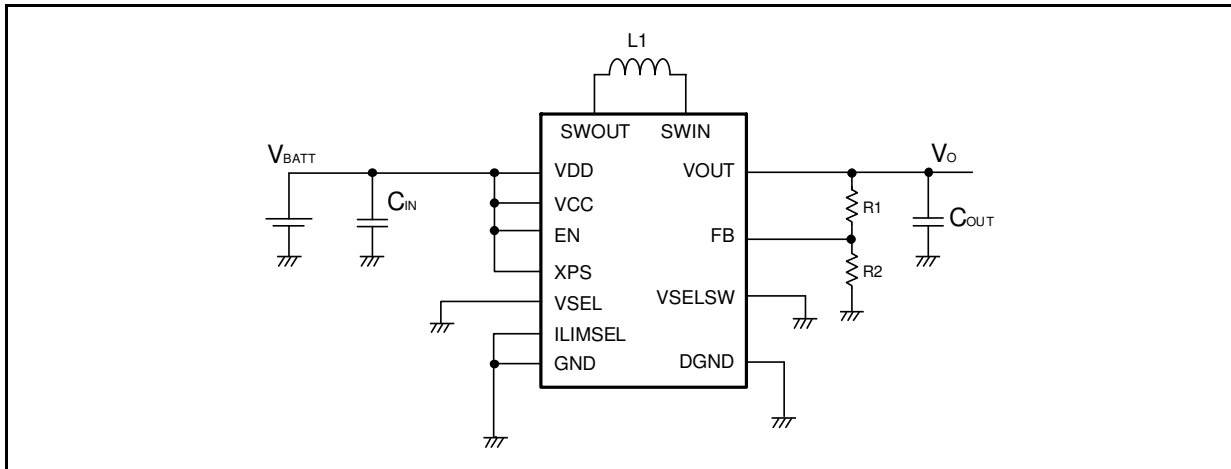 L1
SWOUT SWIN
VBATT
CIN
VDD
VCC
EN
XPS
VSEL
ILIMSEL
GND
VOUT
FB
VSELSW
DGND
VO
R1
R2
COUT